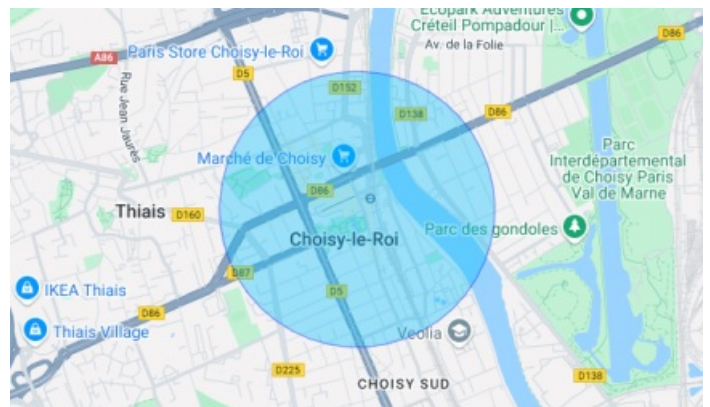 Ecopark Adventures
Créteil Pompadour |...
Av. de la Folie
D86
A86
Paris Store Choisy-le-Roi
D5
D152
D138
D86
Rue Jean Jaurès
Marché de Choisy
Parc
Interdépartemental
de Choisy Paris
Val de Marne
D86
Thiais
D160
Choisy-le-Roi
Parc des gondoles
D87
IKEA Thiais
D5
D86
Thiais Village
Veolia
D225
CHOISY SUD
D138